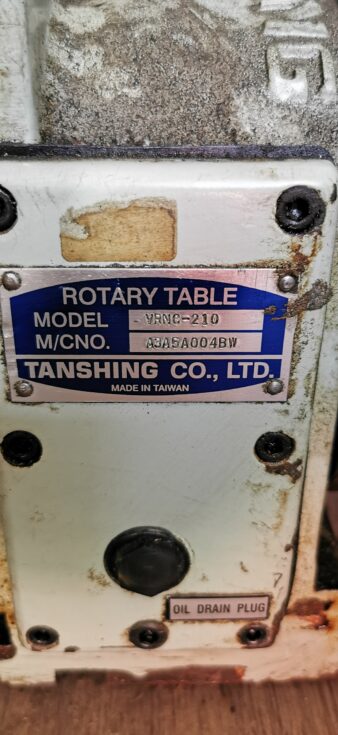 ROTARY TABLE
MODEL VRNC-210
M/CNO. A3A5A004BW
TANSHING CO., LTD.
MADE IN TAIWAN
OIL DRAIN PLUG